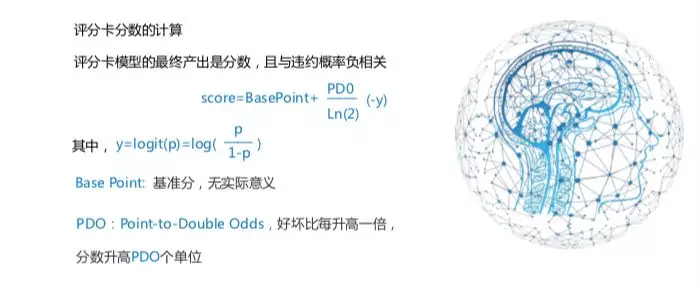 评分卡分数的计算
评分卡模型的最终产出是分数，且与违约概率负相关
score=BasePoint+ PD0/Ln(2) (-y)
其中，y=logit(p)=log( p/1-p )
Base Point: 基准分，无实际意义
PDO：Point-to-Double Odds，好坏比每升高一倍，
分数升高PDO个单位